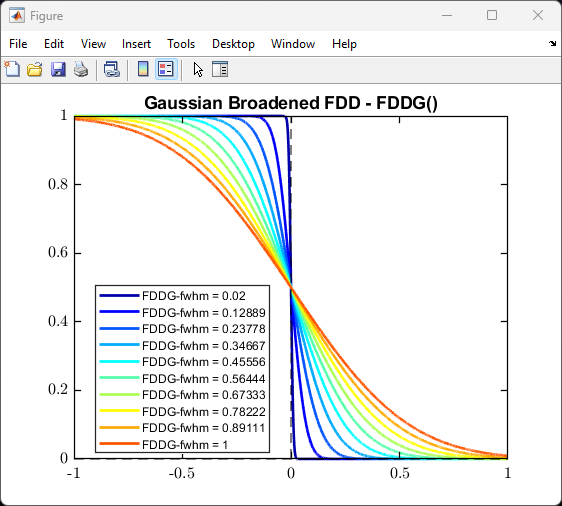 Figure
File Edit View Insert Tools Desktop Window Help
Gaussian Broadened FDD - FDDG()
1
0.8
0.6
0.4
0.2
0
FDDG-fwhm = 0.02
FDDG-fwhm = 0.12889
FDDG-fwhm = 0.23778
FDDG-fwhm = 0.34667
FDDG-fwhm = 0.45556
FDDG-fwhm = 0.56444
FDDG-fwhm = 0.67333
FDDG-fwhm = 0.78222
FDDG-fwhm = 0.89111
FDDG-fwhm = 1
-1 -0.5 0 0.5 1